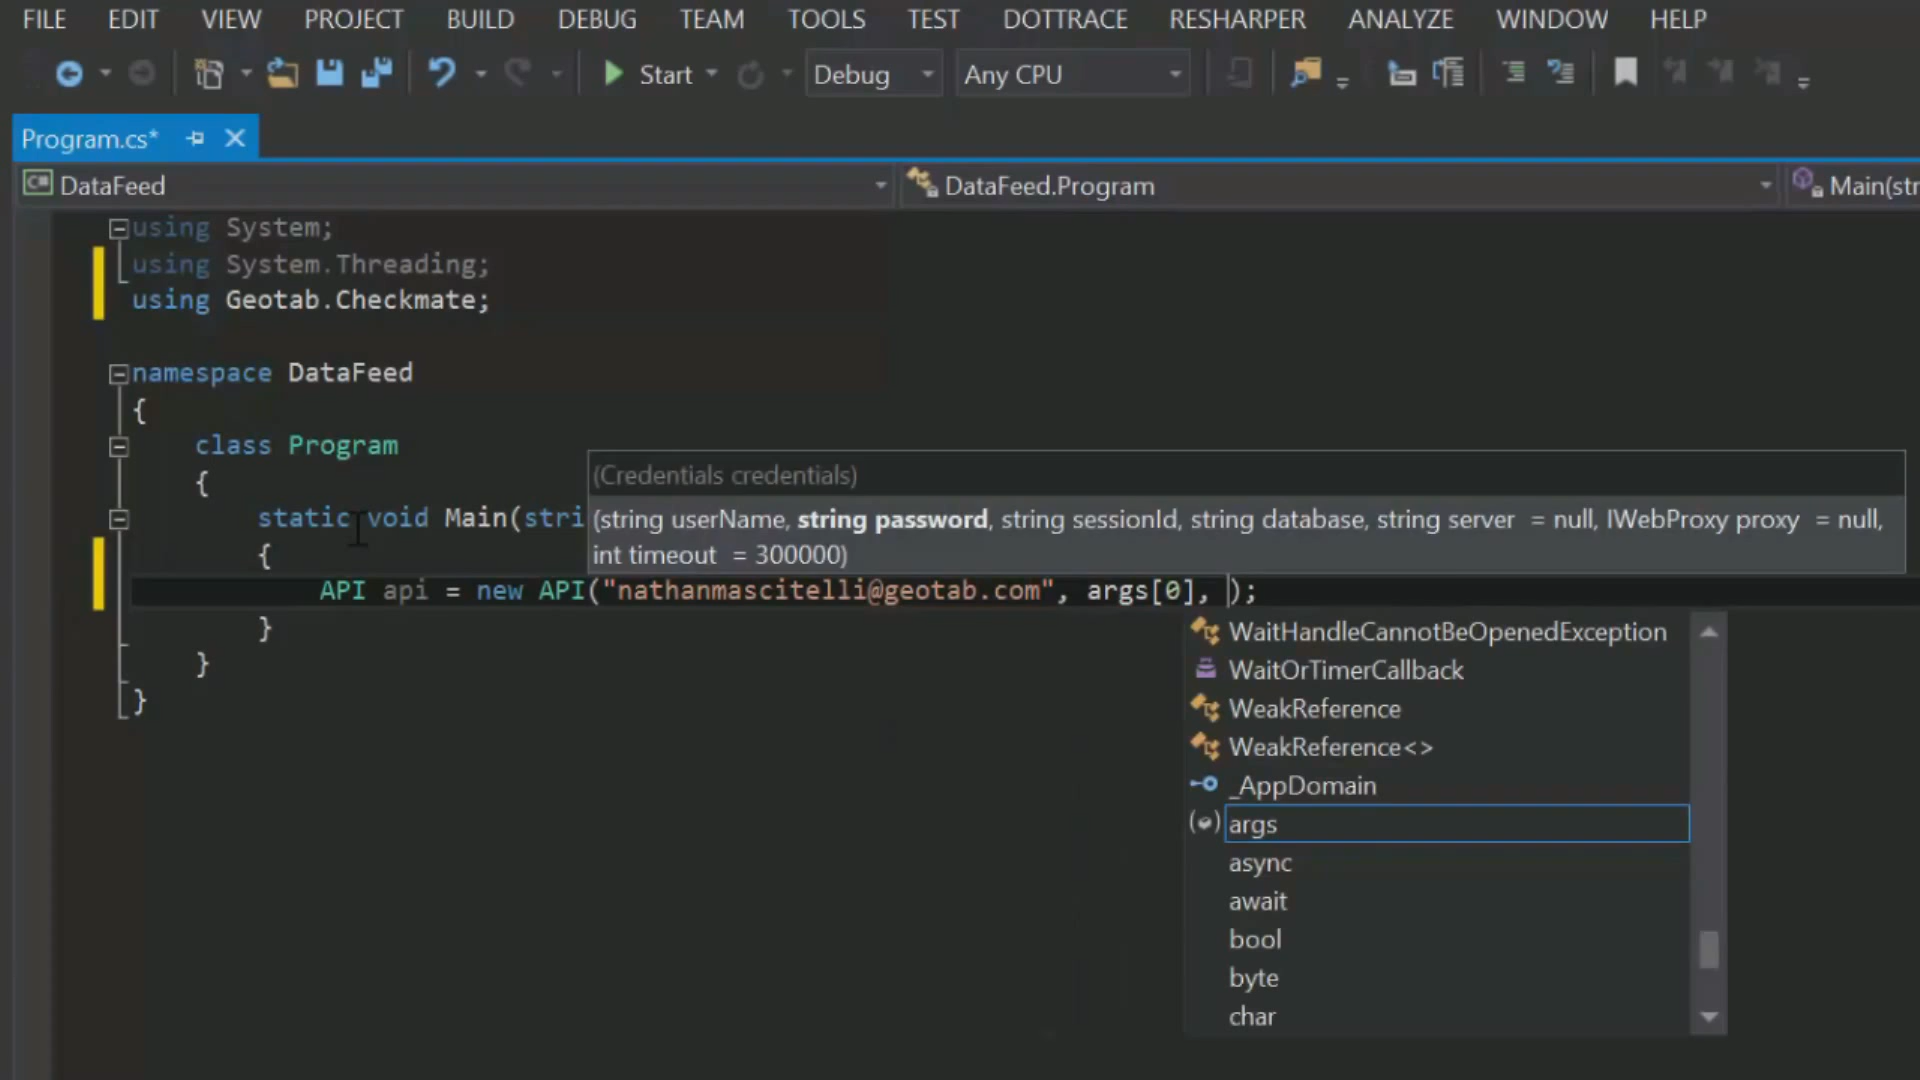 FILE EDIT VIEW PROJECT BUILD DEBUG TEAM TOOLS TEST DOTTRACE RESHARPER ANALYZE WINDOW HELP
Start Debug Any CPU
Program.cs*
DataFeed DataFeed.Program Main(str
using System;
using System.Threading;
using Geotab.Checkmate;
namespace DataFeed
{
class Program
{
(Credentials credentials)
static void Main(stri
(string userName, string password, string sessionId, string database, string server = null, IWebProxy proxy = null,
int timeout = 300000)
{
API api = new API("nathanmascitelli@geotab.com", args[0], );
}
}
}
WaitHandleCannotBeOpenedException
WaitOrTimerCallback
WeakReference
WeakReference<>
_AppDomain
args
async
await
bool
byte
char